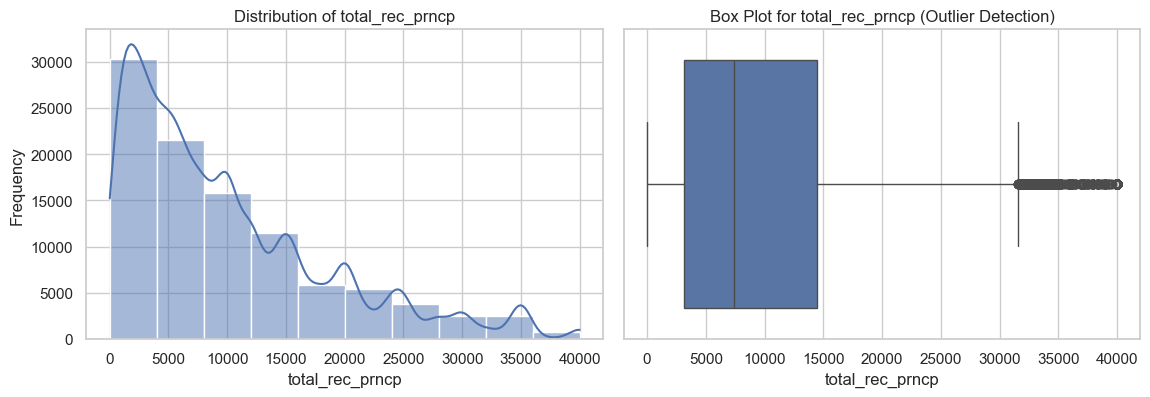 Distribution of total_rec_prncp
Frequency
30000
25000
20000
15000
10000
5000
0
0 5000 10000 15000 20000 25000 30000 35000 40000
total_rec_prncp
Box Plot for total_rec_prncp (Outlier Detection)
0 5000 10000 15000 20000 25000 30000 35000 40000
total_rec_prncp